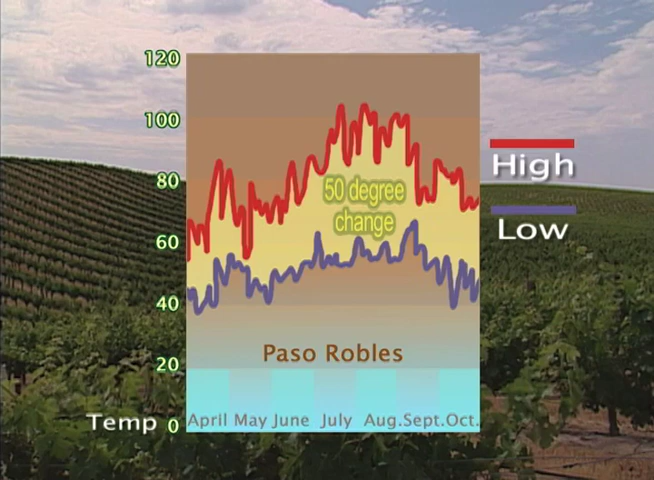 120
100
80
60
40
20
Temp 0
High
Low
50 degree
change
Paso Robles
April May June July Aug. Sept. Oct.